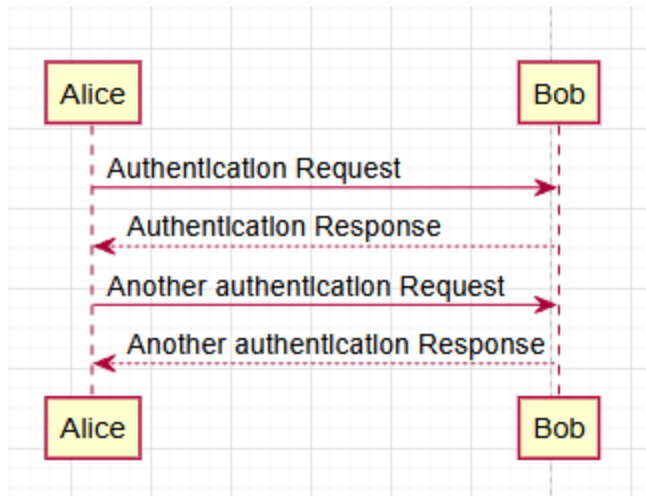 Alice Bob
Authentication Request
Authentication Response
Another authentication Request
Another authentication Response
Alice Bob